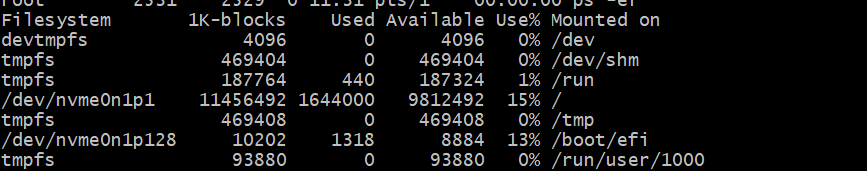 root 2331 2329 0 11:31 pts/1 00:00:00 ps -ef
Filesystem 1K-blocks Used Available Use% Mounted on
devtmpfs 4096 0 4096 0% /dev
tmpfs 469404 0 469404 0% /dev/shm
tmpfs 187764 440 187324 1% /run
/dev/nvme0n1p1 11456492 1644000 9812492 15% /
tmpfs 469408 0 469408 0% /tmp
/dev/nvme0n1p128 10202 1318 8884 13% /boot/efi
tmpfs 93880 0 93880 0% /run/user/1000